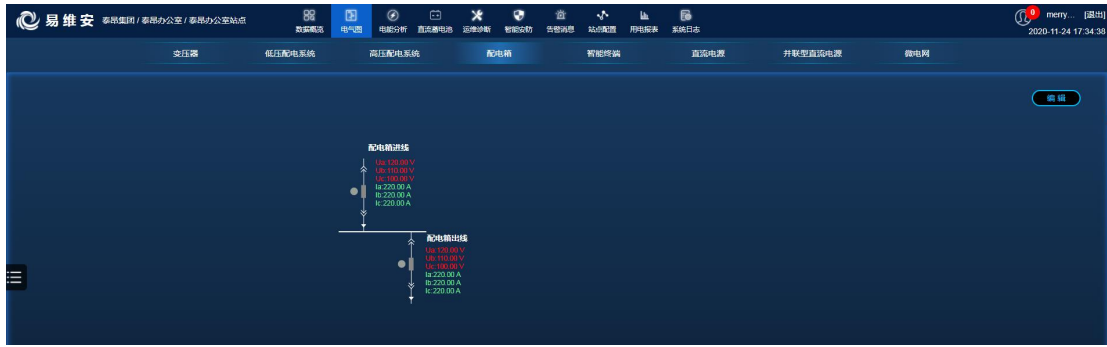 易维安 泰昂集团 / 泰昂办公室 / 泰昂办公室站点
数据概览 电气图 电能分析 直流蓄电池 运维诊断 智能安防 告警消息 站点配置 用电报表 系统日志
0 merry... [退出]
2020-11-24 17:34:38
变压器 低压配电系统 高压配电系统 配电箱 智能终端 直流电源 并联型直流电源 微电网
编辑
配电箱进线
Ua:120.00 V
Ub:110.00 V
Uc:100.00 V
Ia:220.00 A
Ib:220.00 A
Ic:220.00 A
配电箱出线
Ua:120.00 V
Ub:110.00 V
Uc:100.00 V
Ia:220.00 A
Ib:220.00 A
Ic:220.00 A